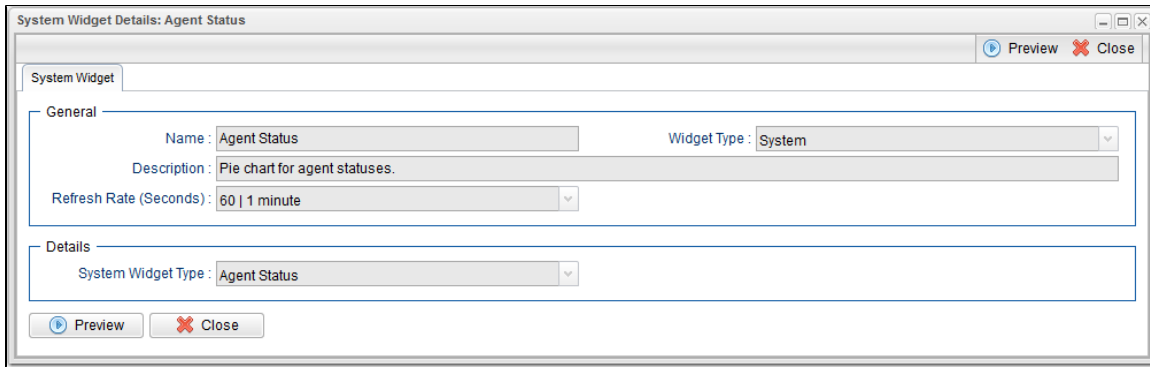 System Widget Details: Agent Status
Preview Close
System Widget
General
Name : Agent Status Widget Type : System
Description : Pie chart for agent statuses.
Refresh Rate (Seconds) : 60 | 1 minute
Details
System Widget Type : Agent Status
Preview Close